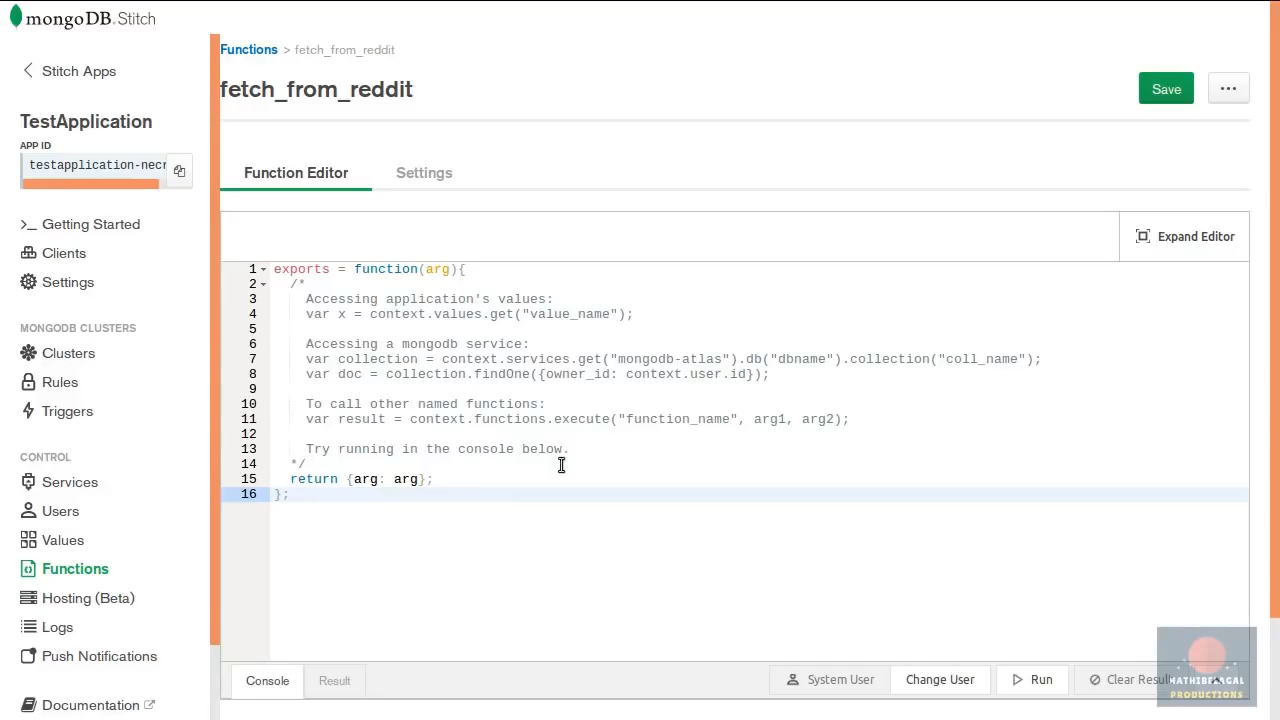 mongoDB.Stitch
Stitch Apps
TestApplication
APP ID
testapplication-necr
Getting Started
Clients
Settings
MONGODB CLUSTERS
Clusters
Rules
Triggers
CONTROL
Services
Users
Values
Functions
Hosting (Beta)
Logs
Push Notifications
Documentation
Functions > fetch_from_reddit
fetch_from_reddit
Save
Function Editor
Settings
Expand Editor
1 exports = function(arg){
2 /*
3 Accessing application's values:
4 var x = context.values.get("value_name");
5
6 Accessing a mongodb service:
7 var collection = context.services.get("mongodb-atlas").db("dbname").collection("coll_name");
8 var doc = collection.findOne({owner_id: context.user.id});
9
10 To call other named functions:
11 var result = context.functions.execute("function_name", arg1, arg2);
12
13 Try running in the console below.
14 */
15 return {arg: arg};
16 };
Console
Result
System User
Change User
Run
Clear Result
HATHIBELAGAL
PRODUCTIONS